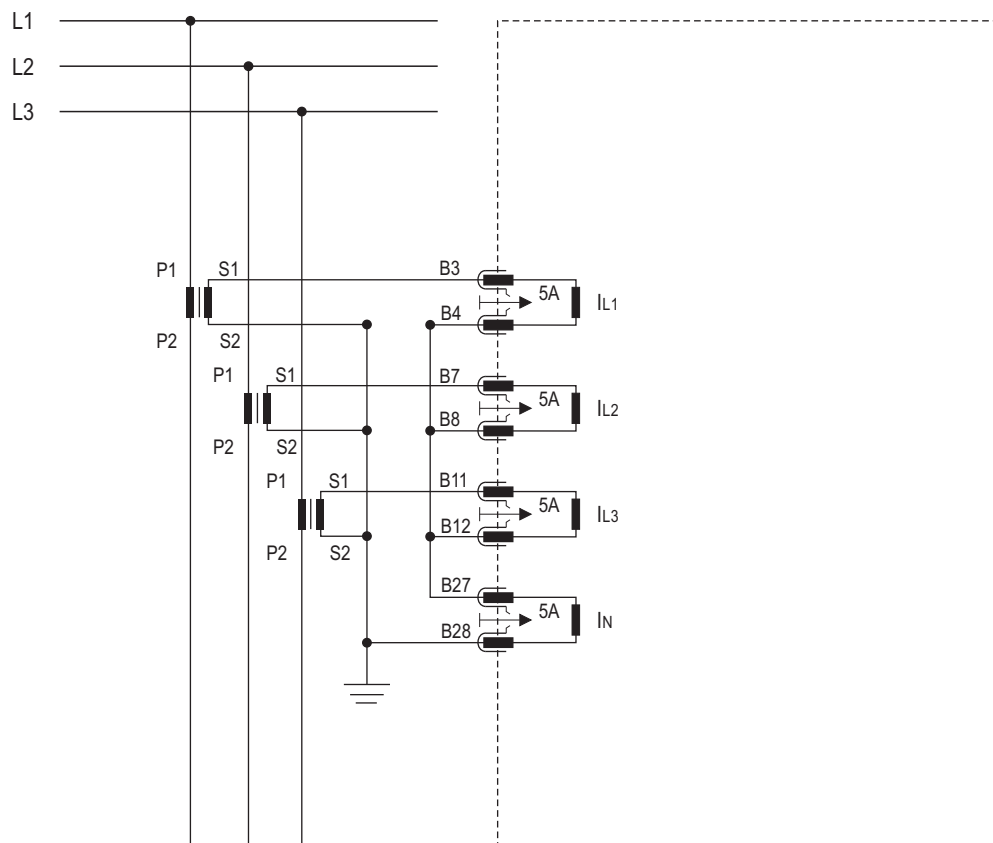 L1
L2
L3
P1 S1 B3
5A IL1
B4
P2 S2
P1 S1 B7
5A IL2
B8
P2 S2
P1 S1 B11
5A IL3
B12
P2 S2
B27
5A IN
B28